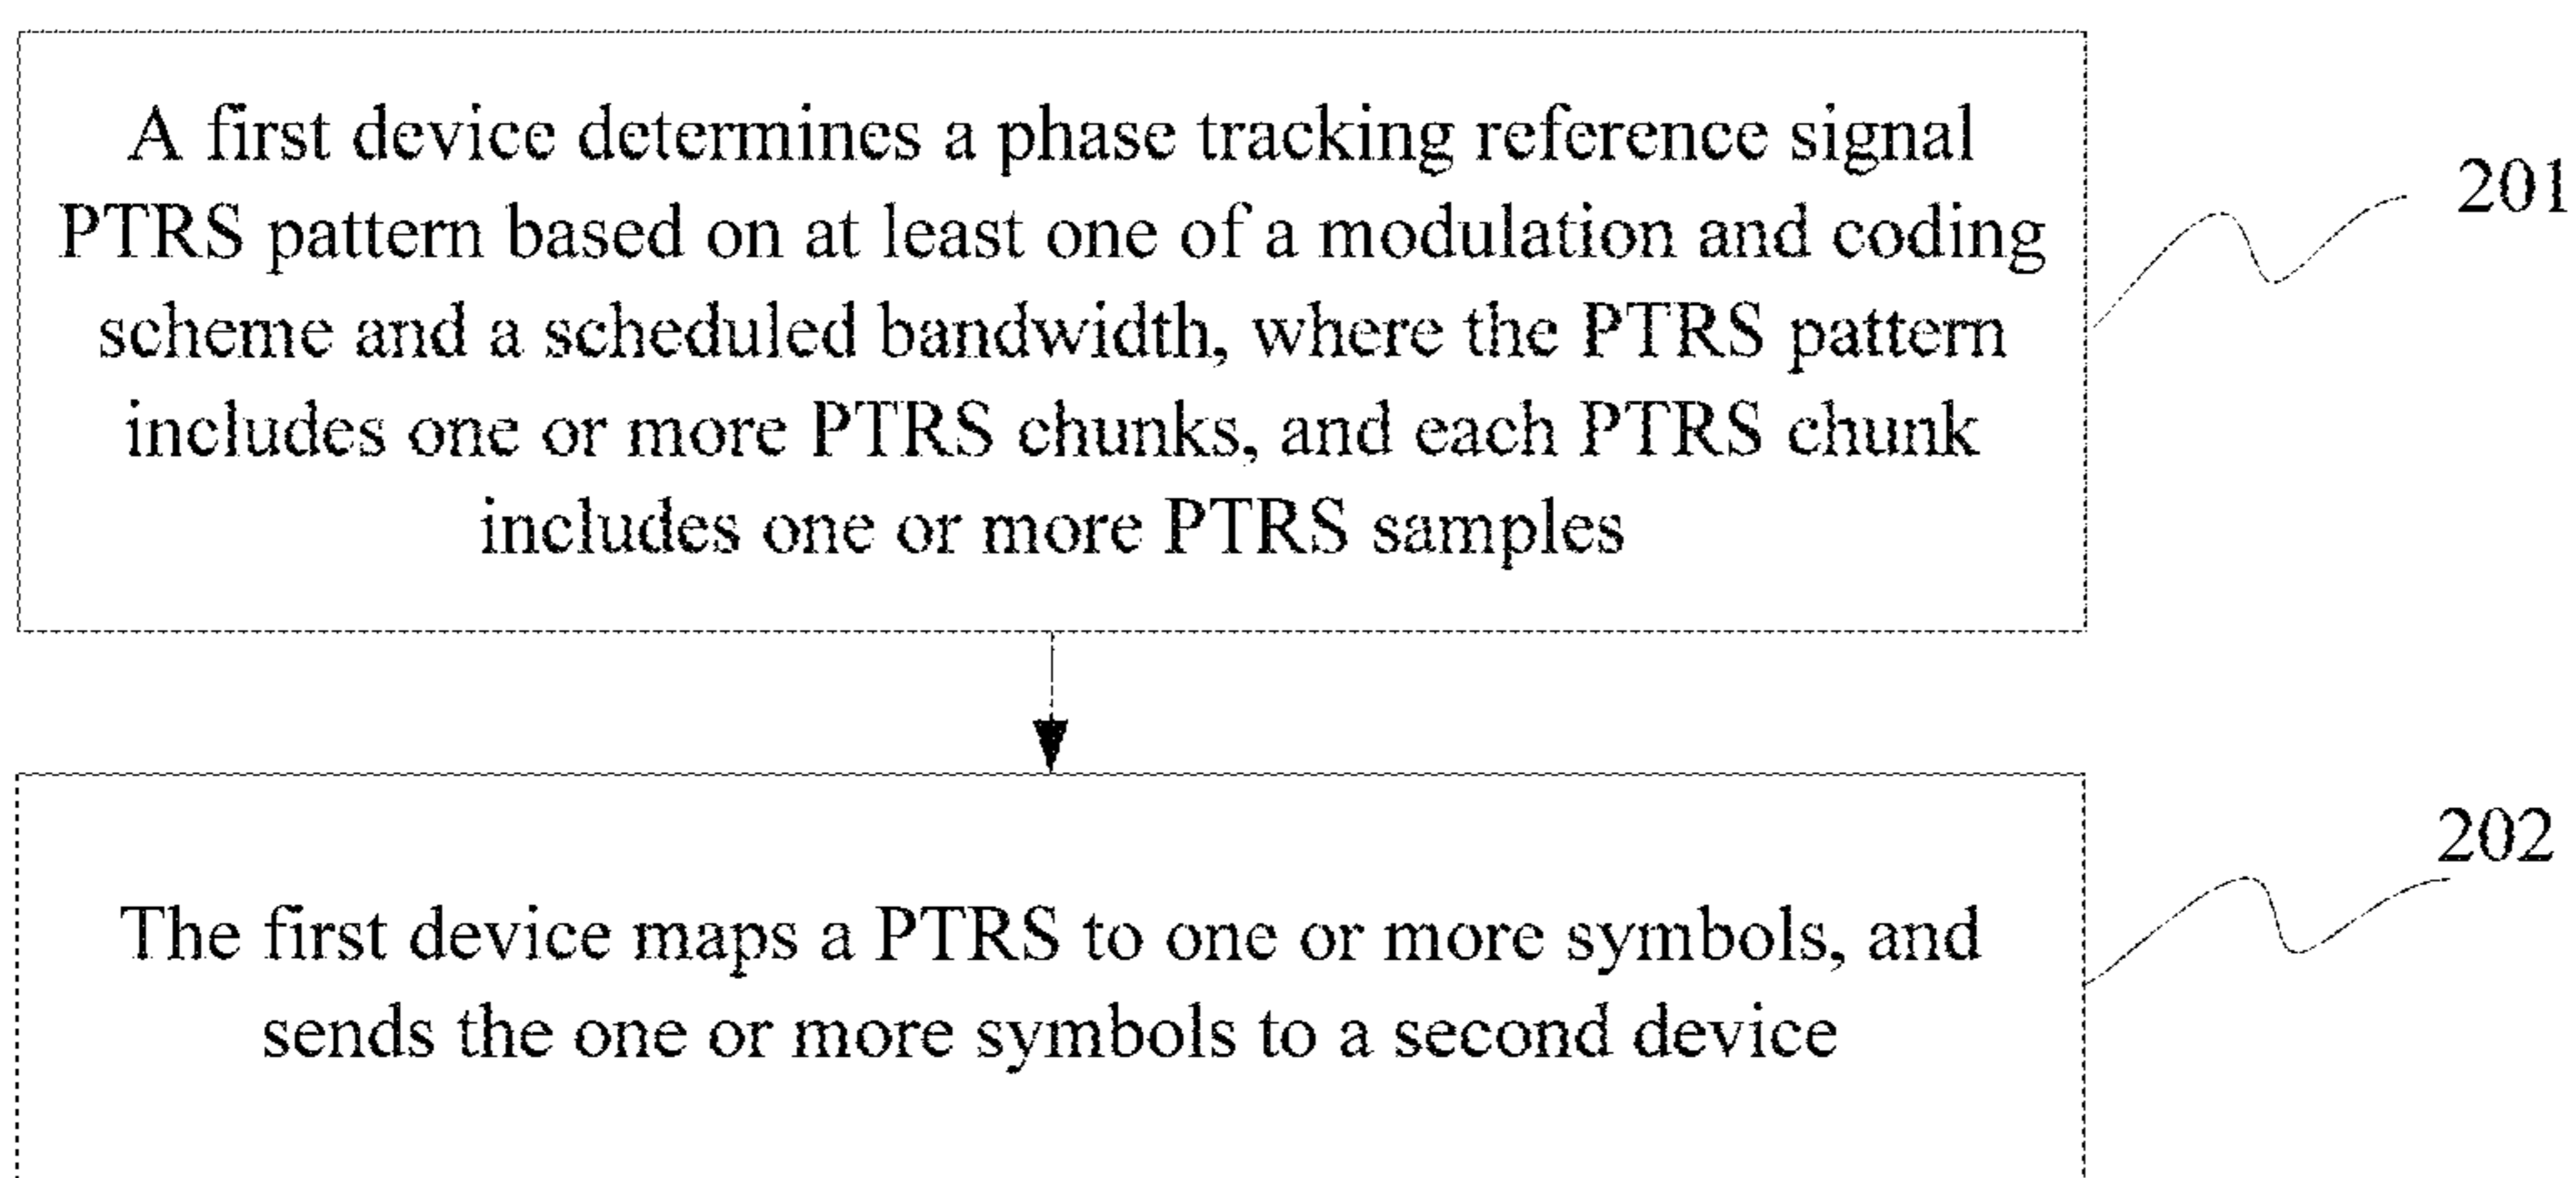 A first device determines a phase tracking reference signal
PTRS pattern based on at least one of a modulation and coding
scheme and a scheduled bandwidth, where the PTRS pattern
includes one or more PTRS chunks, and each PTRS chunk
includes one or more PTRS samples
201
The first device maps a PTRS to one or more symbols, and
sends the one or more symbols to a second device
202